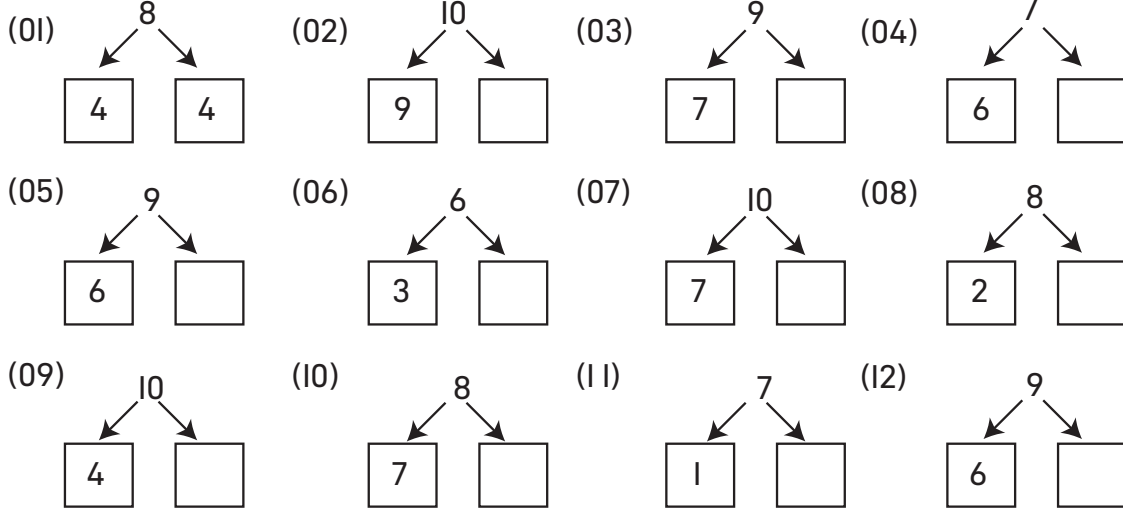 (01) 8 (02) 10 (03) 9 (04) 7
4 4 9 7 6
(05) 9 (06) 6 (07) 10 (08) 8
6 3 7 2
(09) 10 (10) 8 (11) 7 (12) 9
4 7 1 6